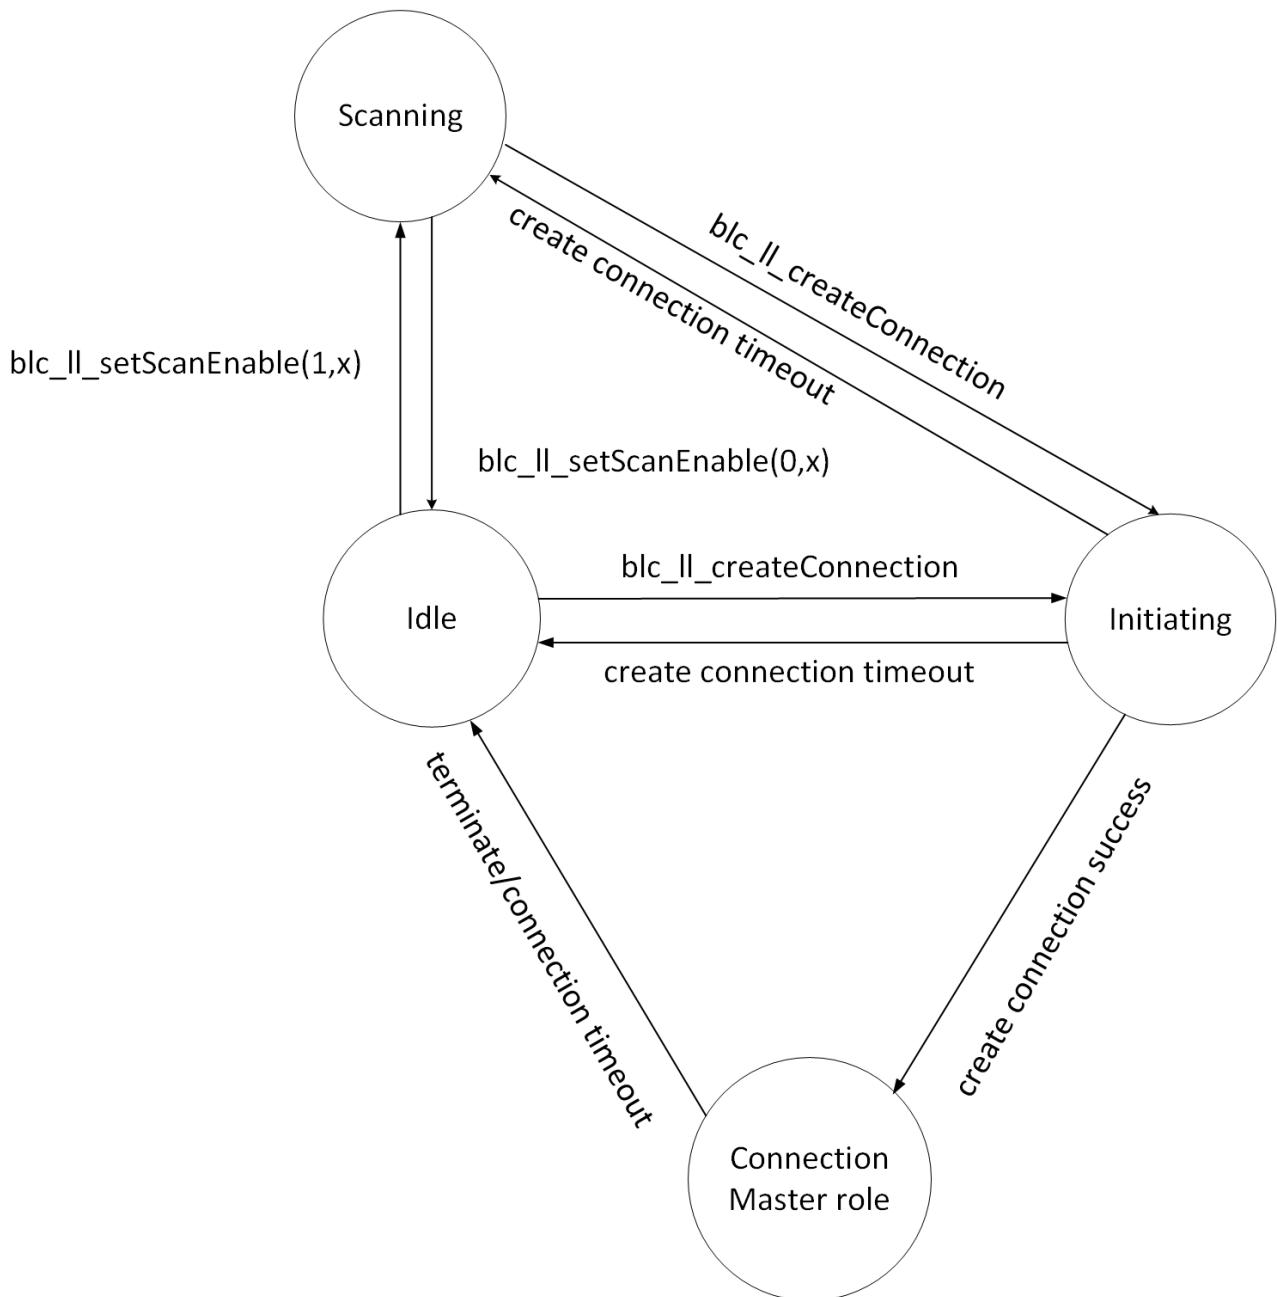 Scanning
blc_ll_createConnection
create connection timeout
blc_ll_setScanEnable(1,x)
blc_ll_setScanEnable(0,x)
blc_ll_createConnection
Idle
Initiating
create connection timeout
terminate/connection timeout
create connection success
Connection
Master role